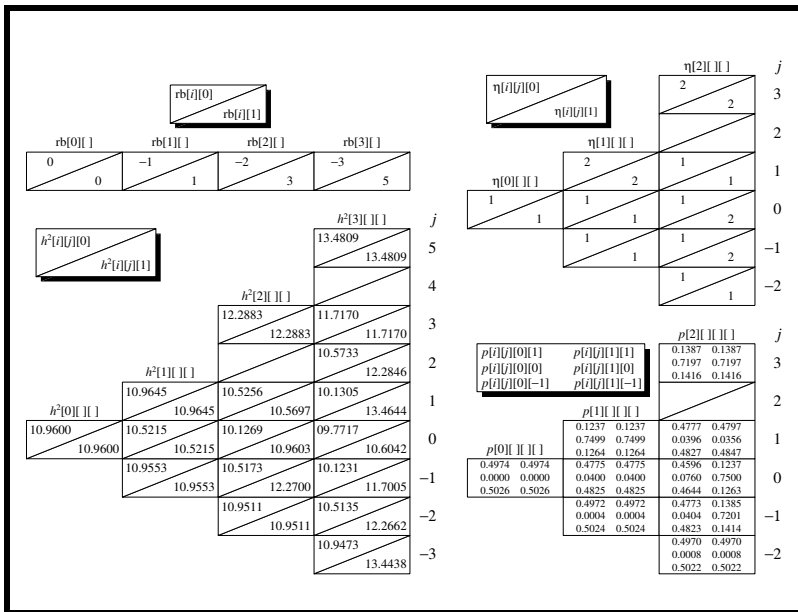 rb[i][0]
rb[i][1]
rb[0][ ] rb[1][ ] rb[2][ ] rb[3][ ]
0 −1 −2 −3
0 1 3 5
h²[i][j][0]
h²[i][j][1]
h²[3][ ][ ] j
13.4809
13.4809 5
4
h²[2][ ][ ]
12.2883 11.7170
12.2883 11.7170 3
10.5733
12.2846 2
h²[1][ ][ ]
10.9645 10.5256 10.1305
10.9645 10.5697 13.4644 1
h²[0][ ][ ]
10.9600 10.5215 10.1269 09.7717
10.9600 10.5215 10.9603 10.6042 0
10.9553 10.5173 10.1231
10.9553 12.2700 11.7005 −1
10.9511 10.5135
10.9511 12.2662 −2
10.9473
13.4438 −3
η[i][j][0]
η[i][j][1]
η[2][ ][ ] j
2
2 3
2
η[1][ ][ ]
2 1
2 1 1
η[0][ ][ ]
1 1 1
1 1 2 0
1 1
1 2 −1
1
1 −2
p[i][j][0][1] p[i][j][1][1]
p[i][j][0][0] p[i][j][1][0]
p[i][j][0][−1] p[i][j][1][−1]
p[2][ ][ ][ ] j
0.1387 0.1387
0.7197 0.7197 3
0.1416 0.1416
2
p[1][ ][ ][ ]
0.1237 0.1237 0.4777 0.4797
0.7499 0.7499 0.0396 0.0356 1
0.1264 0.1264 0.4827 0.4847
p[0][ ][ ][ ]
0.4974 0.4974 0.4775 0.4775 0.4596 0.1237
0.0000 0.0000 0.0400 0.0400 0.0760 0.7500 0
0.5026 0.5026 0.4825 0.4825 0.4644 0.1263
0.4972 0.4972 0.4773 0.1385
0.0004 0.0004 0.0404 0.7201 −1
0.5024 0.5024 0.4823 0.1414
0.4970 0.4970
0.0008 0.0008 −2
0.5022 0.5022